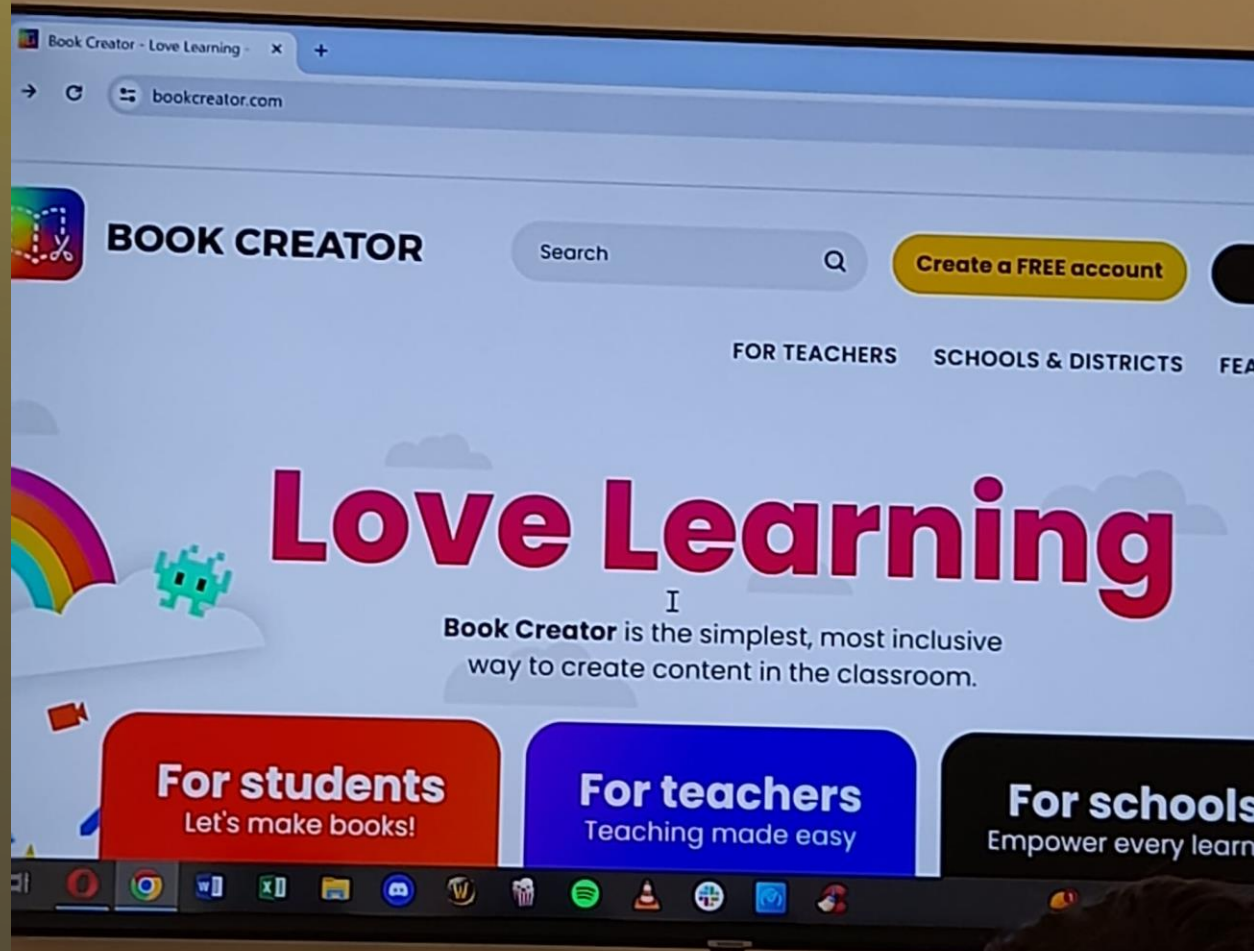 Book Creator - Love Learning -
bookcreator.com
BOOK CREATOR
Search
Create a FREE account
FOR TEACHERS SCHOOLS & DISTRICTS
Love Learning
Book Creator is the simplest, most inclusive
way to create content in the classroom.
For students
Let's make books!
For teachers
Teaching made easy
For schools
Empower every learn